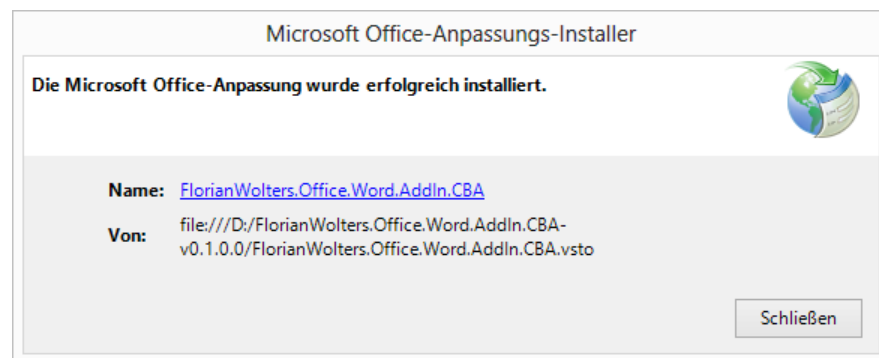 Microsoft Office-Anpassungs-Installer
Die Microsoft Office-Anpassung wurde erfolgreich installiert.
Name: FlorianWolters.Office.Word.AddIn.CBA
Von: file:///D:/FlorianWolters.Office.Word.AddIn.CBA-
v0.1.0.0/FlorianWolters.Office.Word.AddIn.CBA.vsto
Schließen